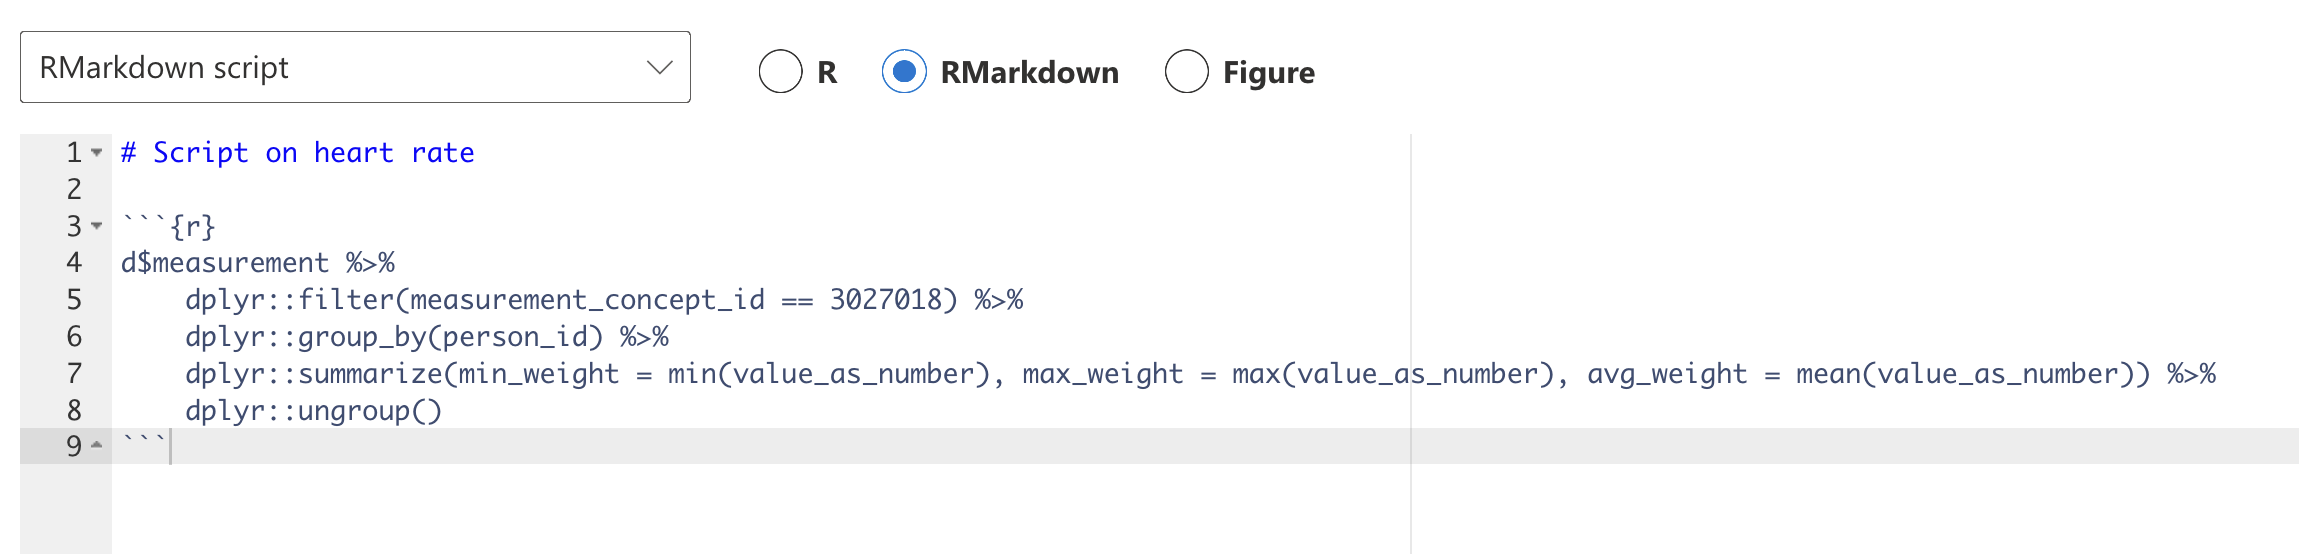 RMarkdown script R RMarkdown Figure
1 # Script on heart rate
2
3 ```{r}
4 d$measurement %>%
5     dplyr::filter(measurement_concept_id == 3027018) %>%
6     dplyr::group_by(person_id) %>%
7     dplyr::summarize(min_weight = min(value_as_number), max_weight = max(value_as_number), avg_weight = mean(value_as_number)) %>%
8     dplyr::ungroup()
9 ```